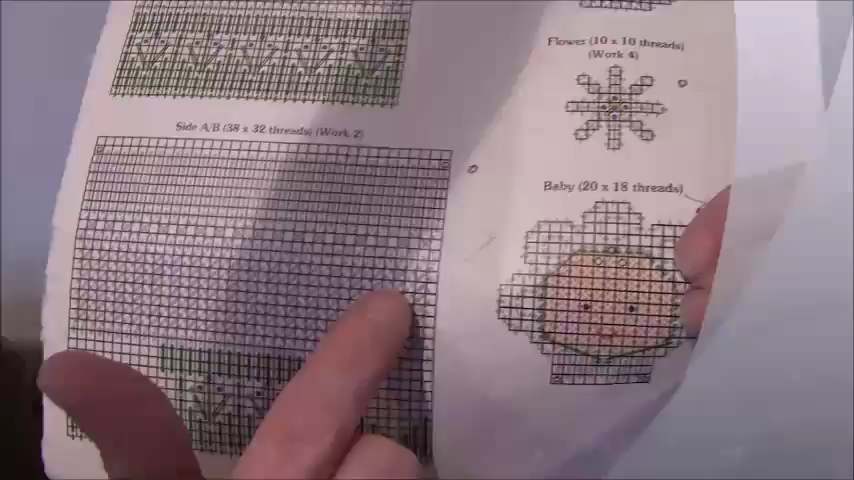 Flower (10 x 10 threads)
(Work 4)
Side A/B (38 x 32 threads) (Work 2)
Baby (20 x 18 threads)